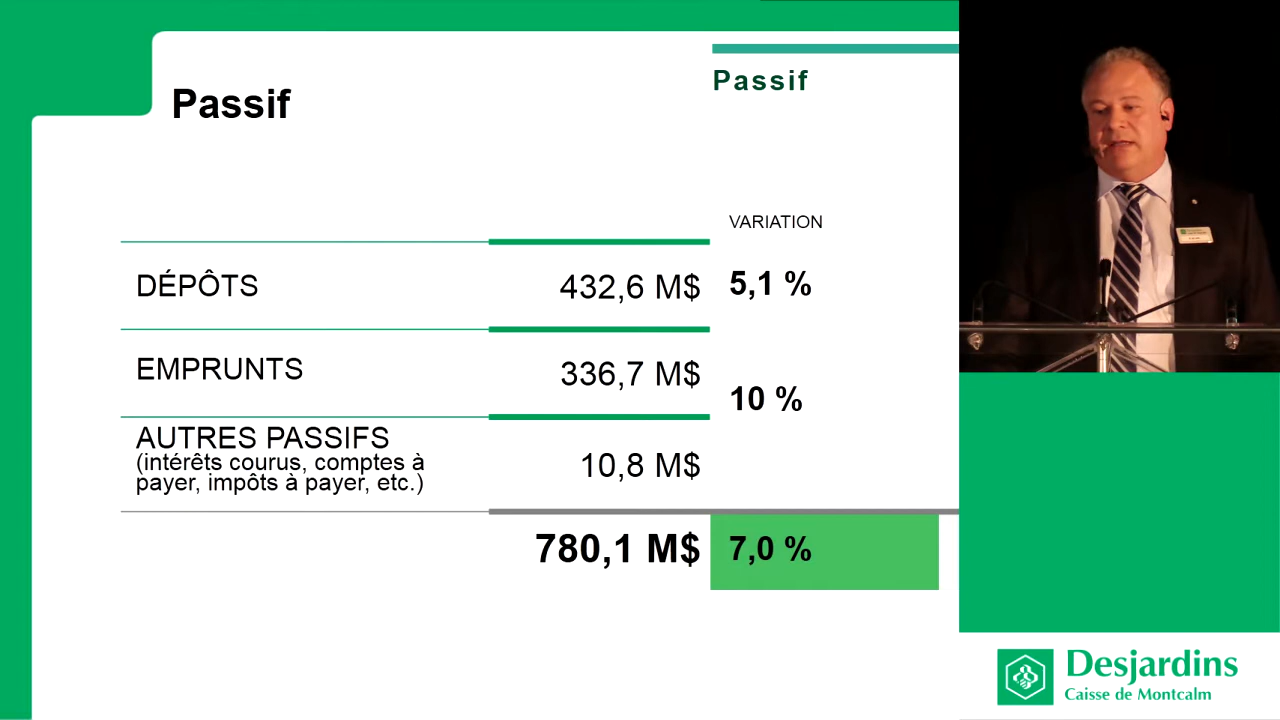 Passif
Passif
VARIATION
DÉPÔTS 432,6 M$ 5,1 %
EMPRUNTS 336,7 M$ 10 %
AUTRES PASSIFS
(intérêts courus, comptes à
payer, impôts à payer, etc.)
10,8 M$
780,1 M$ 7,0 %
Desjardins
Caisse de Montcalm